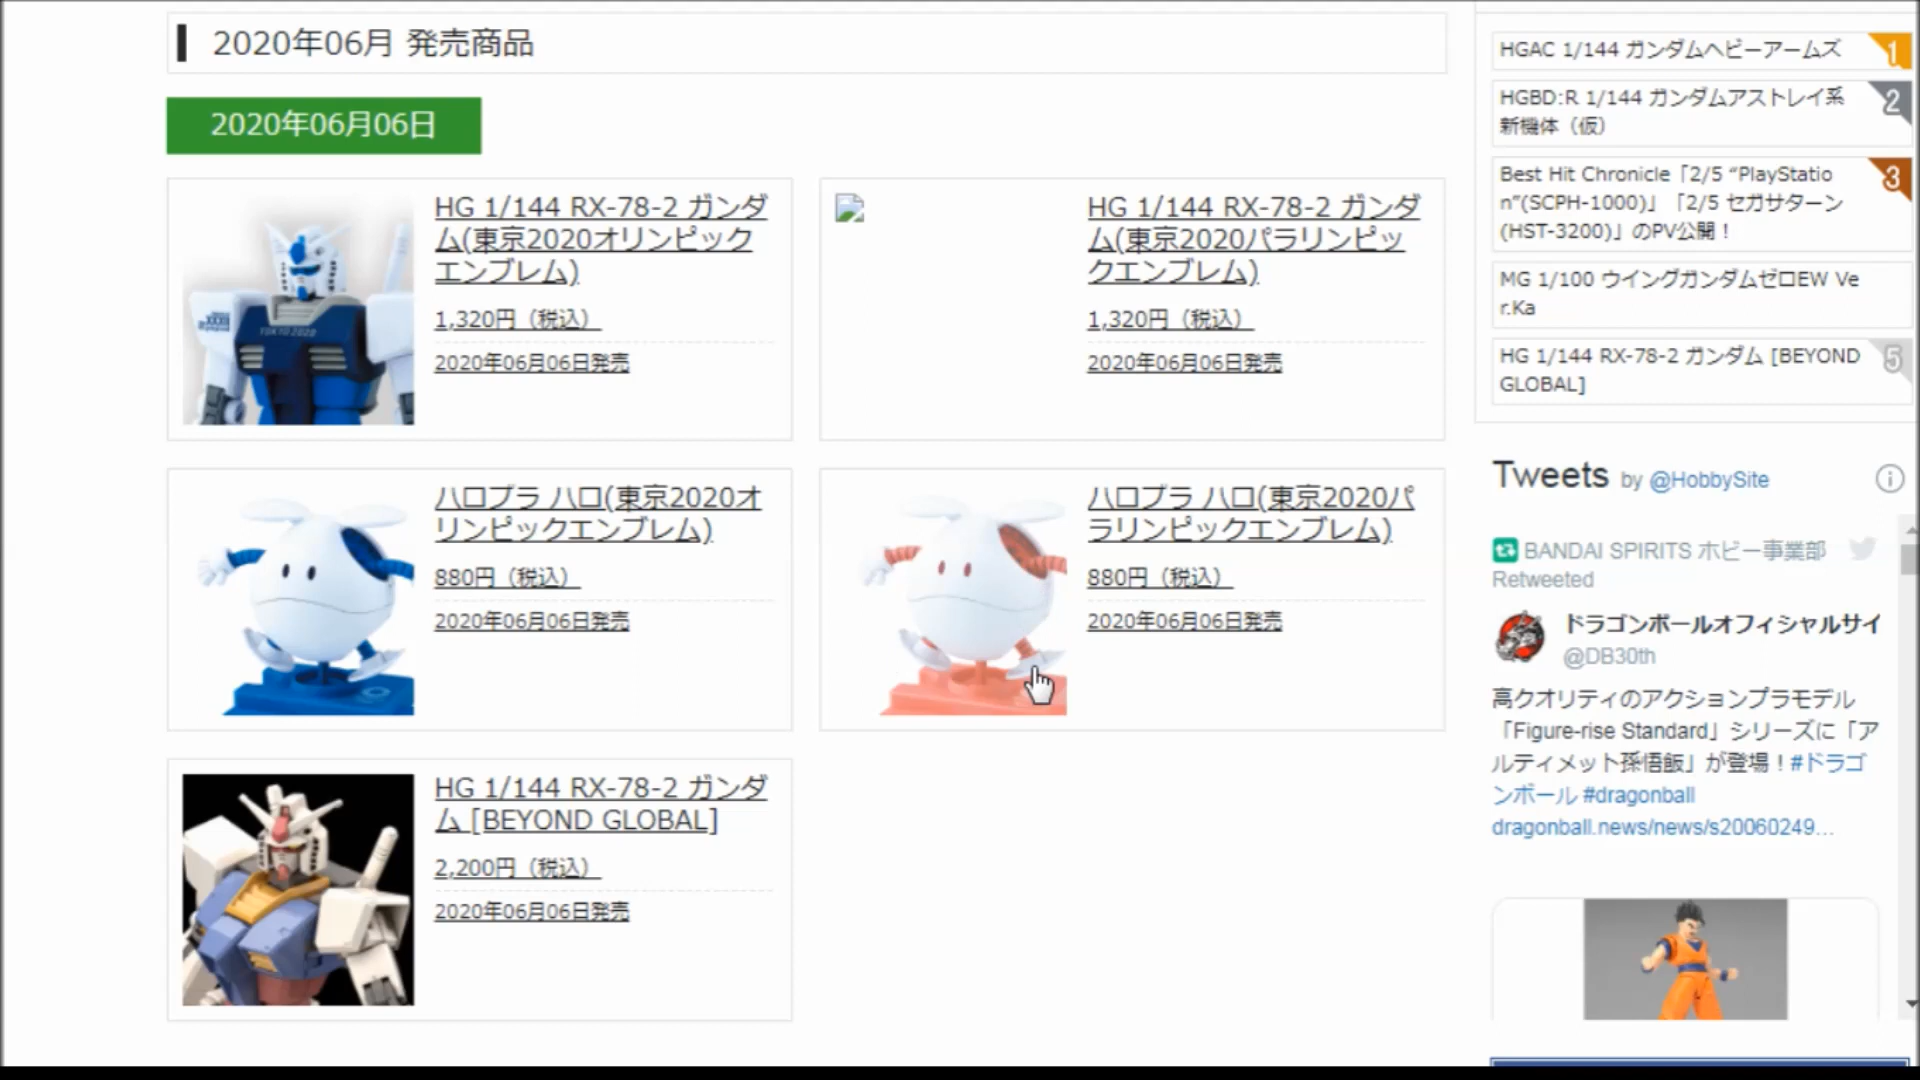 2020年06月 発売商品
2020年06月06日
HG 1/144 RX-78-2 ガンダ
ム(東京2020オリンピック
エンブレム)
1,320円（税込）
2020年06月06日発売
HG 1/144 RX-78-2 ガンダ
ム(東京2020パラリンピッ
クエンブレム)
1,320円（税込）
2020年06月06日発売
ハロプラ ハロ(東京2020オ
リンピックエンブレム)
880円（税込）
2020年06月06日発売
ハロプラ ハロ(東京2020パ
ラリンピックエンブレム)
880円（税込）
2020年06月06日発売
HG 1/144 RX-78-2 ガンダ
ム [BEYOND GLOBAL]
2,200円（税込）
2020年06月06日発売
HGAC 1/144 ガンダムヘビーアームズ
1
HGBD:R 1/144 ガンダムアストレイ系
新機体（仮）
2
Best Hit Chronicle「2/5 “PlayStatio
n”(SCPH-1000)」「2/5 セガサターン
(HST-3200)」のPV公開！
3
MG 1/100 ウイングガンダムゼロEW Ve
r.Ka
HG 1/144 RX-78-2 ガンダム [BEYOND
GLOBAL]
5
Tweets by @HobbySite
BANDAI SPIRITS ホビー事業部
Retweeted
ドラゴンボールオフィシャルサイ
@DB30th
高クオリティのアクションプラモデル
「Figure-rise Standard」シリーズに「ア
ルティメット孫悟飯」が登場！#ドラゴ
ンボール #dragonball
dragonball.news/news/s20060249…
TOKYO 2020